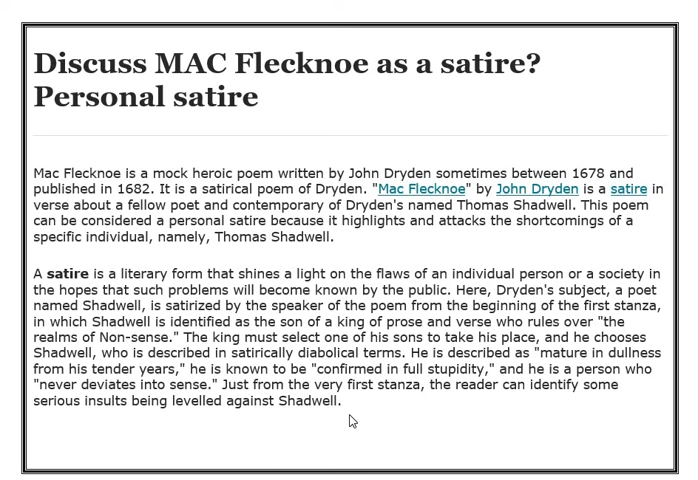 Discuss MAC Flecknoe as a satire?
Personal satire
Mac Flecknoe is a mock heroic poem written by John Dryden sometimes between 1678 and
published in 1682. It is a satirical poem of Dryden. "Mac Flecknoe" by John Dryden is a satire in
verse about a fellow poet and contemporary of Dryden's named Thomas Shadwell. This poem
can be considered a personal satire because it highlights and attacks the shortcomings of a
specific individual, namely, Thomas Shadwell.
A satire is a literary form that shines a light on the flaws of an individual person or a society in
the hopes that such problems will become known by the public. Here, Dryden's subject, a poet
named Shadwell, is satirized by the speaker of the poem from the beginning of the first stanza,
in which Shadwell is identified as the son of a king of prose and verse who rules over "the
realms of Non-sense." The king must select one of his sons to take his place, and he chooses
Shadwell, who is described in satirically diabolical terms. He is described as "mature in dullness
from his tender years," he is known to be "confirmed in full stupidity," and he is a person who
"never deviates into sense." Just from the very first stanza, the reader can identify some
serious insults being levelled against Shadwell.